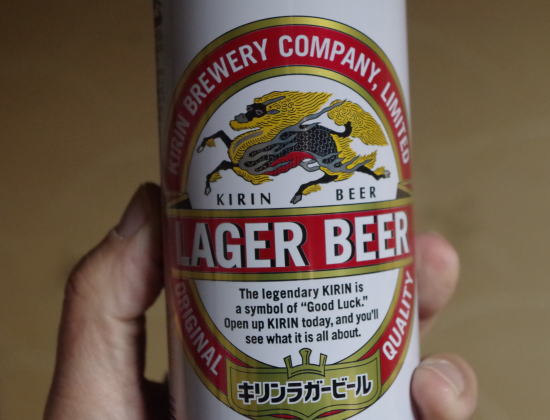 KIRIN BREWERY COMPANY, LIMITED
KIRIN BEER
LAGER BEER
The legendary KIRIN is
a symbol of "Good Luck."
Open up KIRIN today, and you'll
see what it is all about.
ORIGINAL QUALITY
キリンラガービール